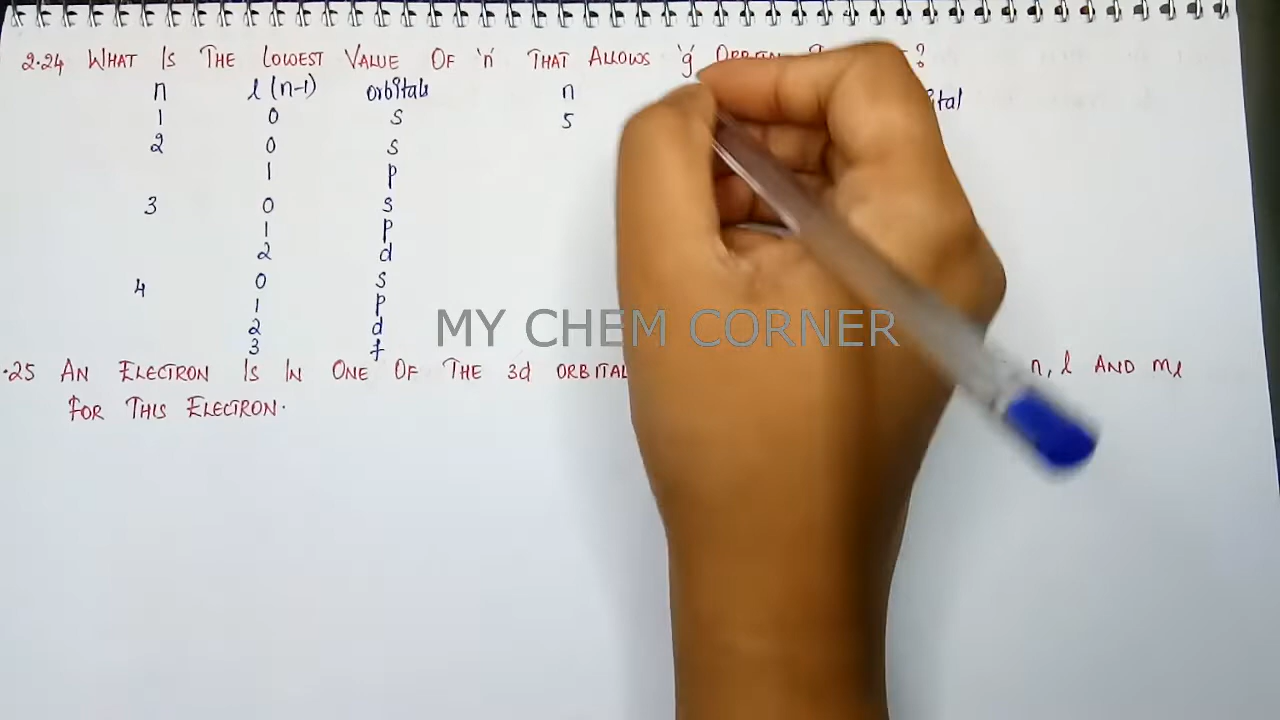 2.24 WHAT IS THE LOWEST VALUE OF 'n' THAT ALLOWS 'g' ?
n l (n-1) orbitals n
1 0 s 5
2 0 s
1 p
3 0 s
1 p
2 d
4 0 s
1 p
2 d
3 f
MY CHEM CORNER
.25 AN ELECTRON IS IN ONE OF THE 3d ORBITAL n, l AND ml
FOR THIS ELECTRON.